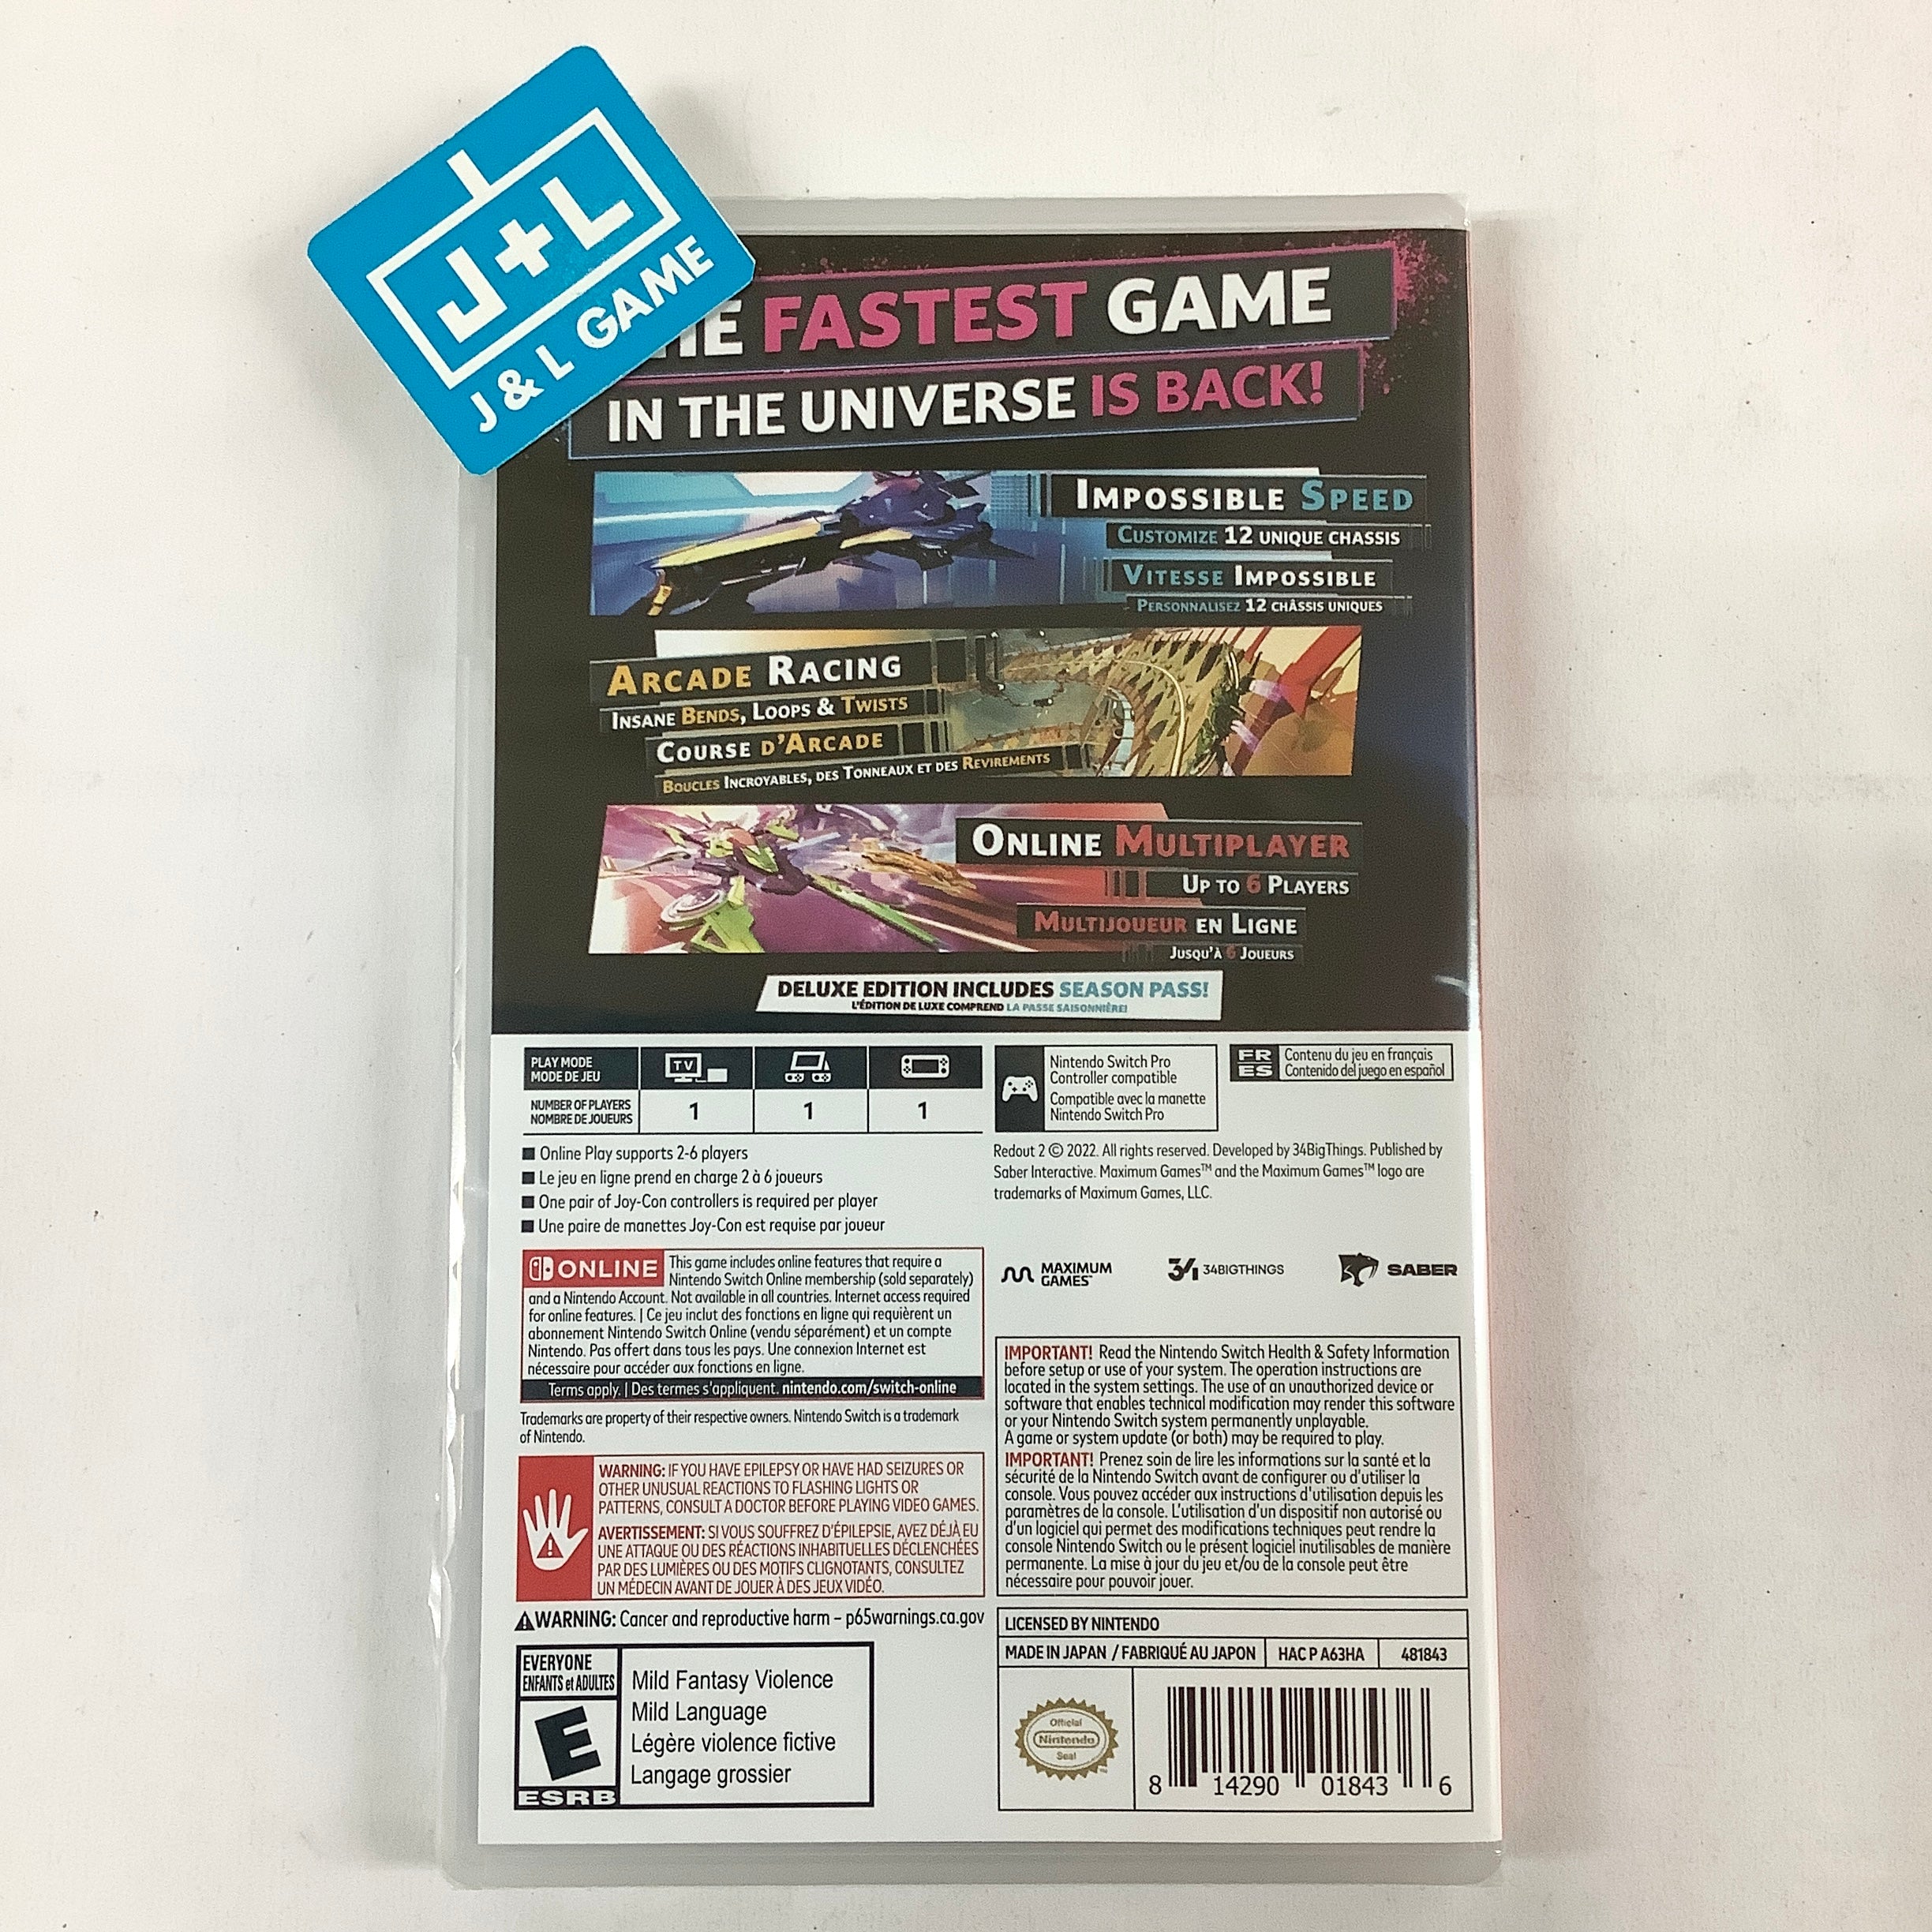 J+L
J & L GAME
FASTEST GAME
IN THE UNIVERSE IS BACK!
IMPOSSIBLE SPEED
CUSTOMIZE 12 UNIQUE CHASSIS
VITESSE IMPOSSIBLE
PERSONNALISEZ 12 CHÂSSIS UNIQUES
ARCADE RACING
INSANE BENDS, LOOPS & TWISTS
COURSE D'ARCADE
BOUCLES INCROYABLES, DES TONNEAUX ET DES REVIREMENTS
ONLINE MULTIPLAYER
UP TO 6 PLAYERS
MULTIJOUEUR EN LIGNE
JUSQU'À 6 JOUEURS
DELUXE EDITION INCLUDES SEASON PASS!
L'ÉDITION DE LUXE COMPREND LA PASSE SAISONNIÈRE!
PLAY MODE
MODE DE JEU
TV
NUMBER OF PLAYERS
NOMBRE DE JOUEURS
1 1 1
Nintendo Switch Pro
Controller compatible
Compatible avec la manette
Nintendo Switch Pro
FR Contenu du jeu en français
ES Contenido del juego en español
■ Online Play supports 2-6 players
■ Le jeu en ligne prend en charge 2 à 6 joueurs
■ One pair of Joy-Con controllers is required per player
■ Une paire de manettes Joy-Con est requise par joueur
Redout 2 © 2022. All rights reserved. Developed by 34BigThings. Published by
Saber Interactive. Maximum Games™ and the Maximum Games™ logo are
trademarks of Maximum Games, LLC.
ONLINE This game includes online features that require a
Nintendo Switch Online membership (sold separately)
and a Nintendo Account. Not available in all countries. Internet access required
for online features. | Ce jeu inclut des fonctions en ligne qui requièrent un
abonnement Nintendo Switch Online (vendu séparément) et un compte
Nintendo. Pas offert dans tous les pays. Une connexion Internet est
nécessaire pour accéder aux fonctions en ligne.
Terms apply. | Des termes s'appliquent. nintendo.com/switch-online
MAXIMUM
GAMES™
34BIGTHINGS
SABER
Trademarks are property of their respective owners. Nintendo Switch is a trademark
of Nintendo.
WARNING: IF YOU HAVE EPILEPSY OR HAVE HAD SEIZURES OR
OTHER UNUSUAL REACTIONS TO FLASHING LIGHTS OR
PATTERNS, CONSULT A DOCTOR BEFORE PLAYING VIDEO GAMES.
AVERTISSEMENT: SI VOUS SOUFFREZ D'ÉPILEPSIE, AVEZ DÉJÀ EU
UNE ATTAQUE OU DES RÉACTIONS INHABITUELLES DÉCLENCHÉES
PAR DES LUMIÈRES OU DES MOTIFS CLIGNOTANTS, CONSULTEZ
UN MÉDECIN AVANT DE JOUER À DES JEUX VIDÉO.
WARNING: Cancer and reproductive harm – p65warnings.ca.gov
IMPORTANT! Read the Nintendo Switch Health & Safety Information
before setup or use of your system. The operation instructions are
located in the system settings. The use of an unauthorized device or
software that enables technical modification may render this software
or your Nintendo Switch system permanently unplayable.
A game or system update (or both) may be required to play.
IMPORTANT! Prenez soin de lire les informations sur la santé et la
sécurité de la Nintendo Switch avant de configurer ou d'utiliser la
console. Vous pouvez accéder aux instructions d'utilisation depuis les
paramètres de la console. L'utilisation d'un dispositif non autorisé ou
d'un logiciel qui permet des modifications techniques peut rendre la
console Nintendo Switch ou le présent logiciel inutilisables de manière
permanente. La mise à jour du jeu et/ou de la console peut être
nécessaire pour pouvoir jouer.
EVERYONE
ENFANTS et ADULTES
E
ESRB
Mild Fantasy Violence
Mild Language
Légère violence fictive
Langage grossier
LICENSED BY NINTENDO
MADE IN JAPAN / FABRIQUÉ AU JAPON HAC P A63HA 481843
Official
Nintendo
Seal
8 14290 01843 6